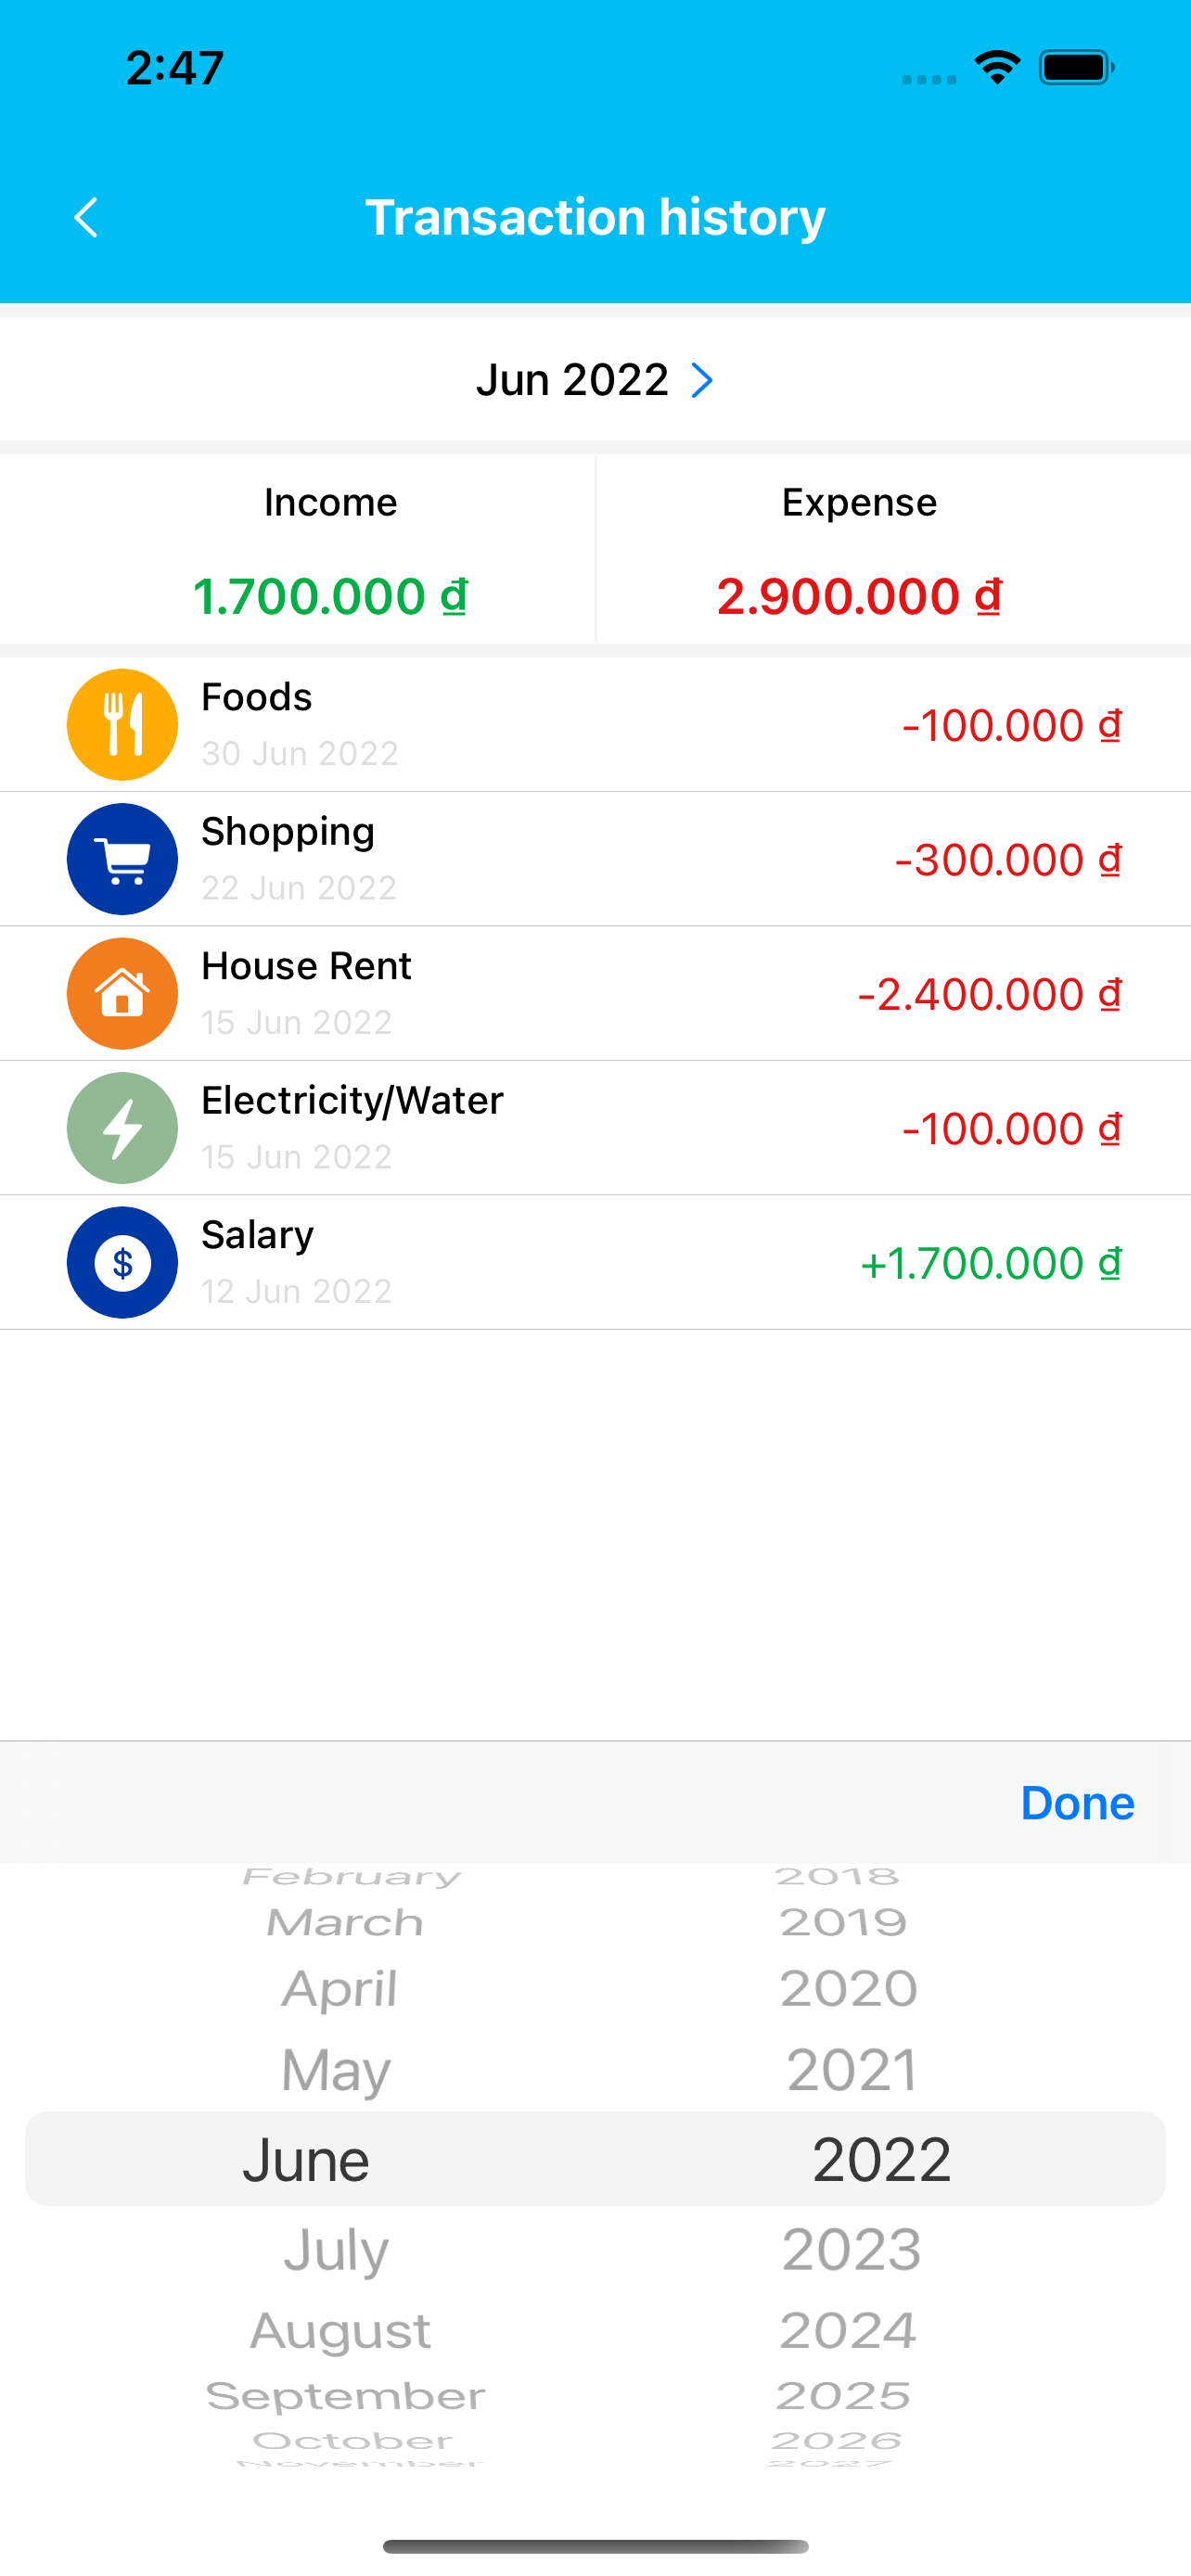 2:47
Transaction history
Jun 2022
Income
Expense
1.700.000 ₫
2.900.000 ₫
Foods
30 Jun 2022
-100.000 ₫
Shopping
22 Jun 2022
-300.000 ₫
House Rent
15 Jun 2022
-2.400.000 ₫
Electricity/Water
15 Jun 2022
-100.000 ₫
$
Salary
12 Jun 2022
+1.700.000 ₫
Done
February 2018
March 2019
April 2020
May 2021
June 2022
July 2023
August 2024
September 2025
October 2026
November 2027